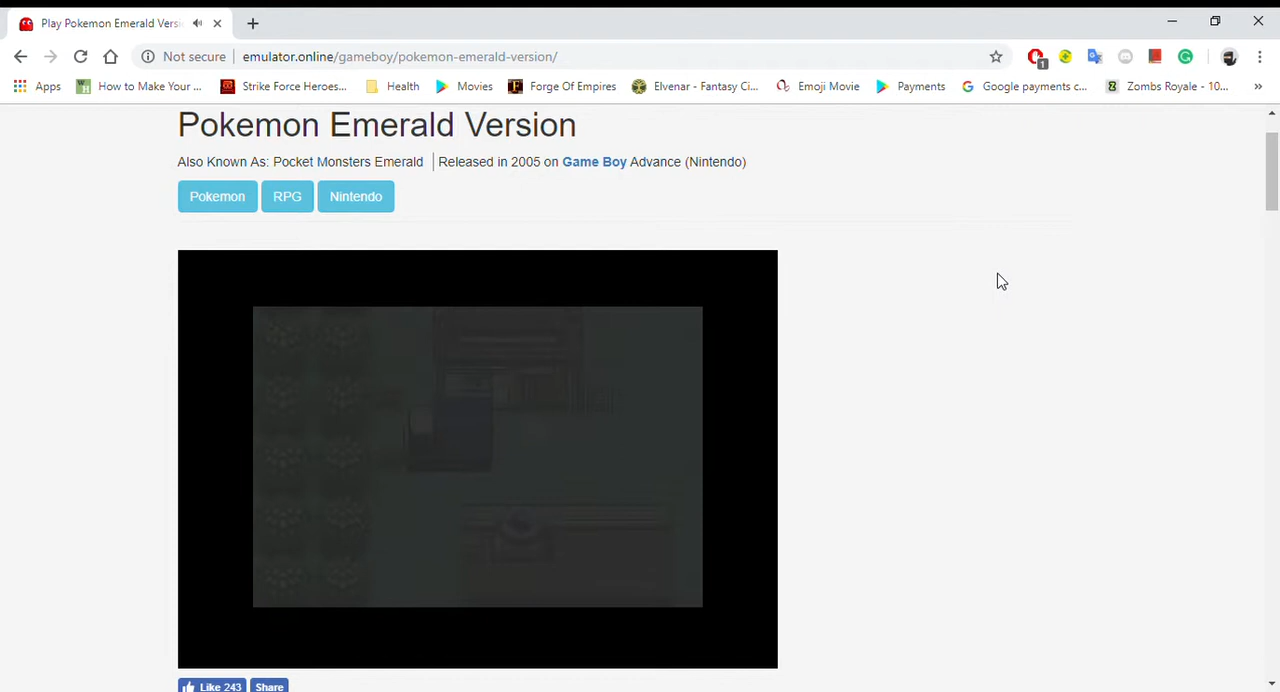 Play Pokemon Emerald Versi
Not secure | emulator.online/gameboy/pokemon-emerald-version/
1
Apps How to Make Your ... Strike Force Heroes... Health Movies Forge Of Empires Elvenar - Fantasy Ci... Emoji Movie Payments Google payments c... Zombs Royale - 10... »
Pokemon Emerald Version
Also Known As: Pocket Monsters Emerald | Released in 2005 on Game Boy Advance (Nintendo)
Pokemon RPG Nintendo
Like 243 Share